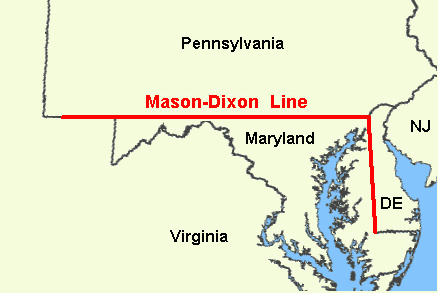 Pennsylvania
Mason-Dixon Line
Maryland
NJ
DE
Virginia